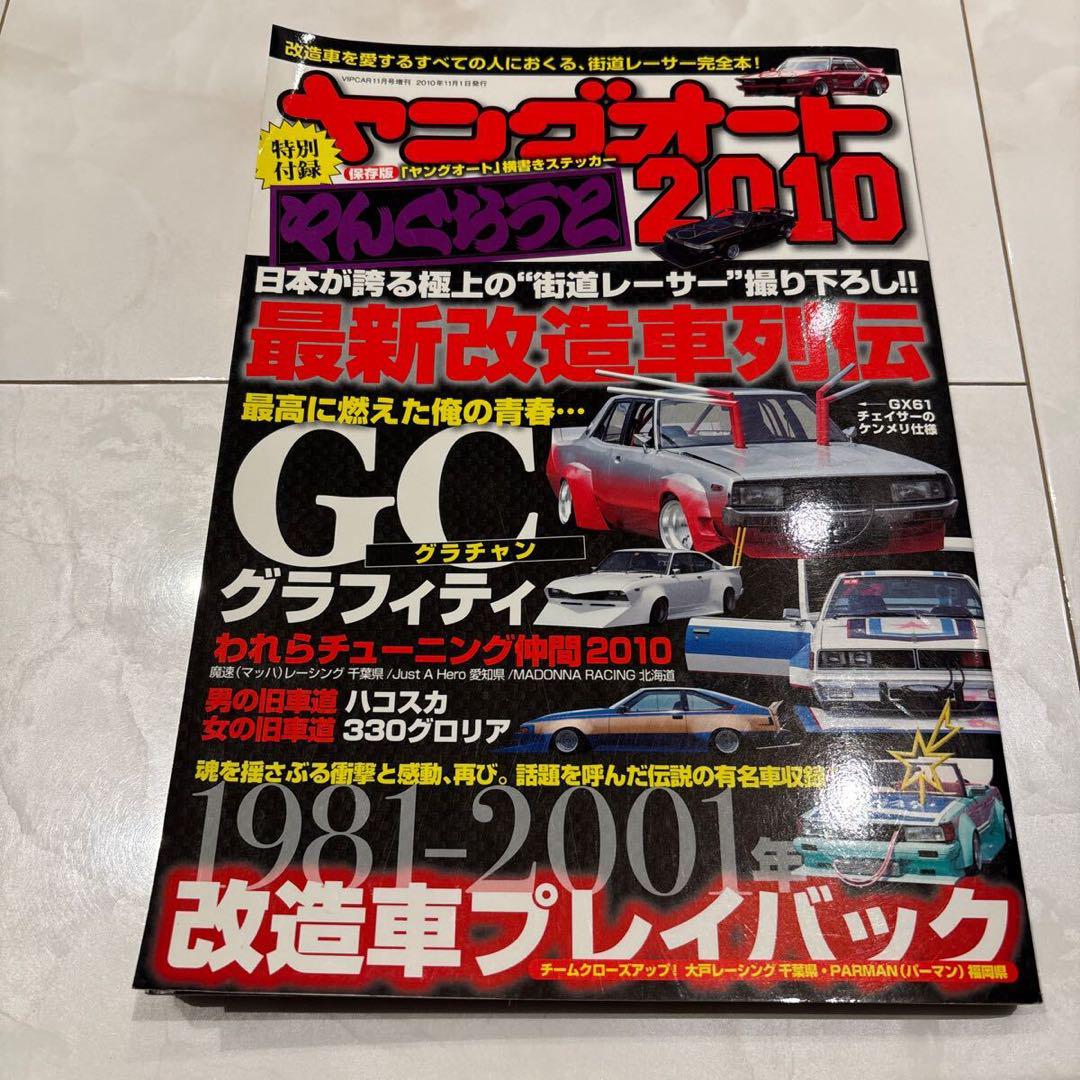 改造車を愛するすべての人におくる、街道レーサー完全本!
VIPCAR11月号増刊 2010年11月1日発行
ヤングオート
特別
付録
保存版 「ヤングオート」横書きステッカー
やんぐおうと
2010
日本が誇る極上の“街道レーサー”撮り下ろし!!
最新改造車列伝
最高に燃えた俺の青春…
←GX61
チェイサーの
ケンメリ仕様
GC
グラチャン
グラフィティ
われらチューニング仲間2010
魔速(マッハ)レーシング 千葉県/Just A Hero 愛知県/MADONNA RACING 北海道
男の旧車道 ハコスカ
女の旧車道 330グロリア
魂を揺さぶる衝撃と感動、再び。話題を呼んだ伝説の有名車収録
1981-2001年
改造車プレイバック
チームクローズアップ! 大戸レーシング 千葉県・PARMAN(パーマン) 福岡県